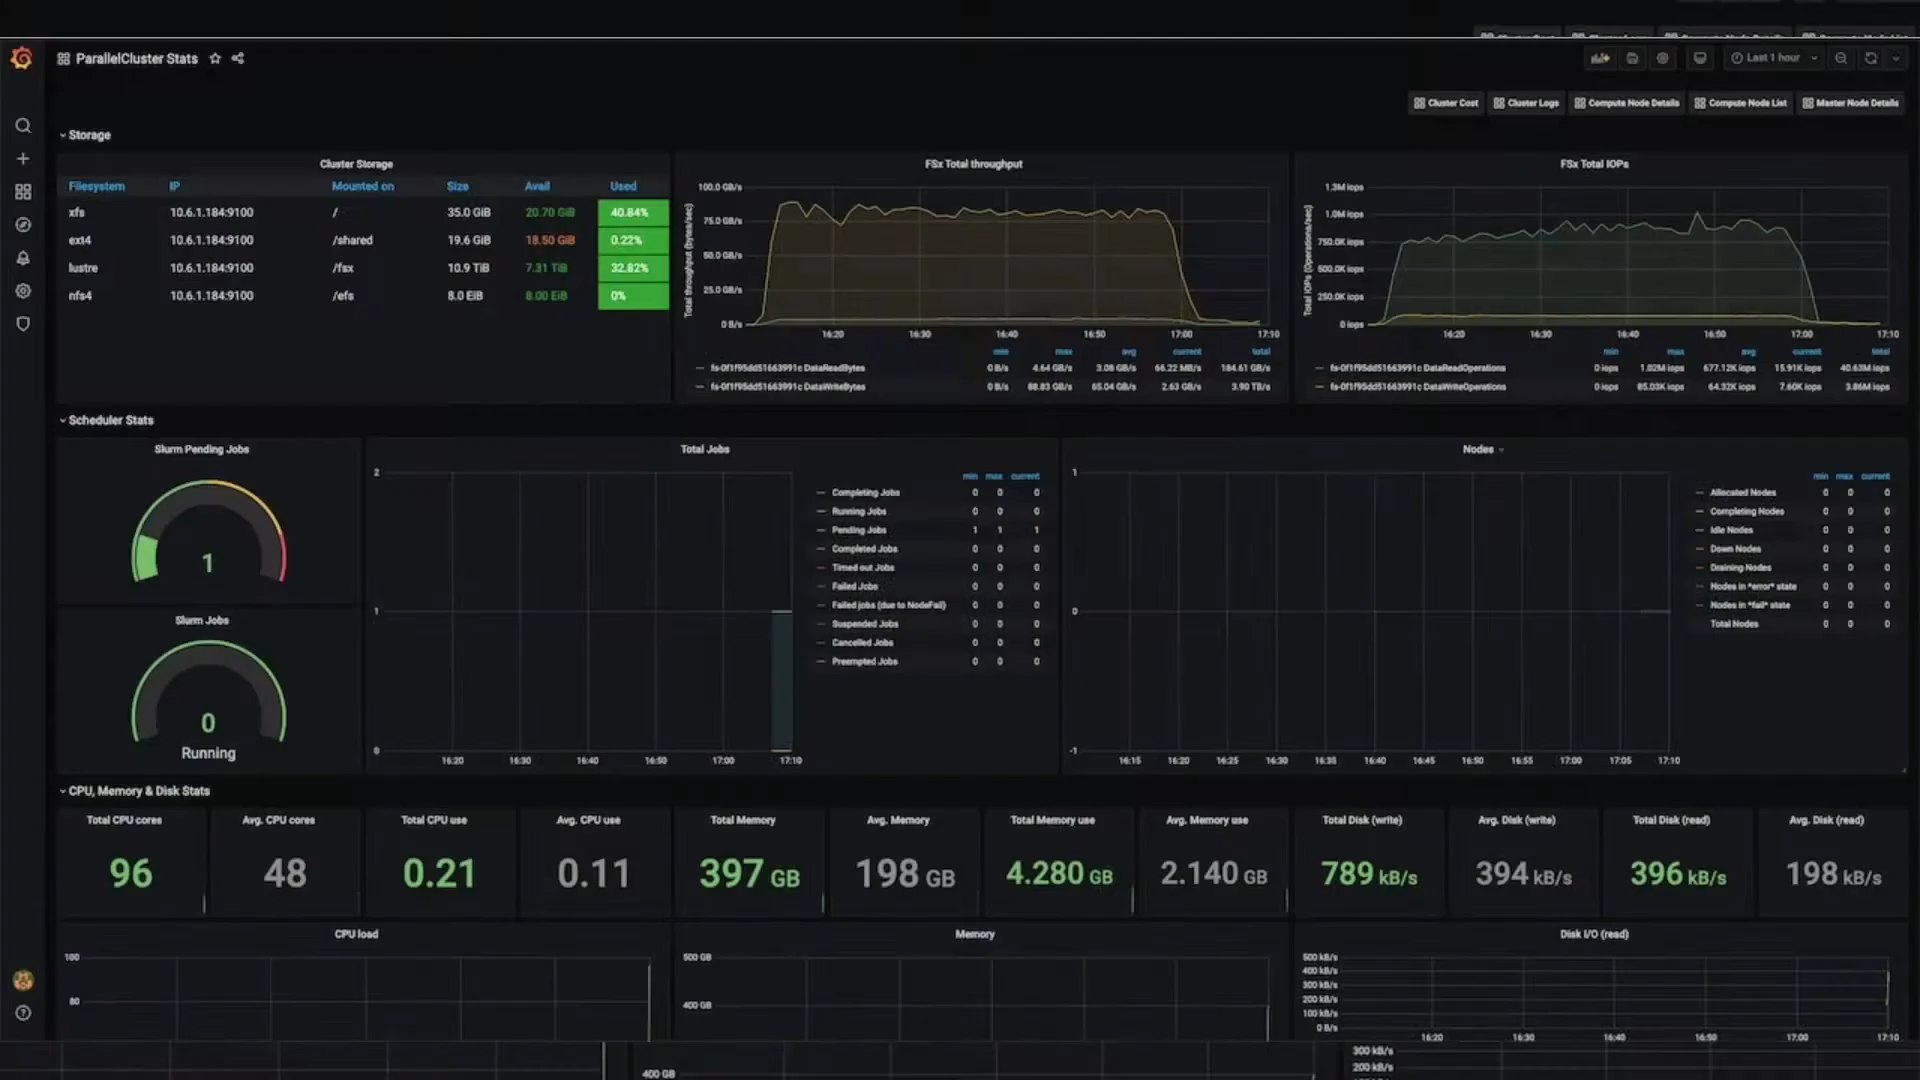 ParallelCluster Stats
Last 1 hour
Cluster Cost Cluster Logs Compute Node Details Compute Node List Master Node Details
Storage
Cluster Storage
Filesystem IP Mounted on Size Avail Used
xfs 10.6.1.184:9100 / 35.0 GiB 20.70 GiB 40.84%
ext4 10.6.1.184:9100 /shared 19.6 GiB 18.50 GiB 0.22%
lustre 10.6.1.184:9100 /fsx 10.9 TiB 7.31 TiB 32.82%
nfs4 10.6.1.184:9100 /efs 8.0 EiB 8.00 EiB 0%
FSx Total throughput
Total throughput (bytes/sec)
100.0 GB/s
75.0 GB/s
50.0 GB/s
25.0 GB/s
0 B/s
16:20 16:30 16:40 16:50 17:00 17:10
min max avg current total
fs-0f1f95dd51663991c DataReadBytes 0 B/s 4.64 GB/s 3.08 GB/s 66.22 MB/s 184.61 GB/s
fs-0f1f95dd51663991c DataWriteBytes 0 B/s 88.83 GB/s 65.04 GB/s 2.63 GB/s 3.90 TB/s
FSx Total IOPs
Total IOPs (Operations/sec)
1.3M iops
1.0M iops
750.0K iops
500.0K iops
250.0K iops
0 iops
16:20 16:30 16:40 16:50 17:00 17:10
min max avg current total
fs-0f1f95dd51663991c DataReadOperations 0 iops 1.02M iops 677.12K iops 15.91K iops 40.63M iops
fs-0f1f95dd51663991c DataWriteOperations 0 iops 85.03K iops 64.32K iops 7.60K iops 3.86M iops
Scheduler Stats
Slurm Pending Jobs
1
Slurm Jobs
0
Running
Total Jobs
2
1
0
16:20 16:30 16:40 16:50 17:00 17:10
min max current
Completing Jobs 0 0 0
Running Jobs 0 0 0
Pending Jobs 1 1 1
Completed Jobs 0 0 0
Timed out Jobs 0 0 0
Failed Jobs 0 0 0
Failed jobs (due to NodeFail) 0 0 0
Suspended Jobs 0 0 0
Cancelled Jobs 0 0 0
Preempted Jobs 0 0 0
Nodes
1
0
-1
16:15 16:20 16:25 16:30 16:35 16:40 16:45 16:50 16:55 17:00 17:05 17:10
min max current
Allocated Nodes 0 0 0
Completing Nodes 0 0 0
Idle Nodes 0 0 0
Down Nodes 0 0 0
Draining Nodes 0 0 0
Nodes in *error* state 0 0 0
Nodes in *fail* state 0 0 0
Total Nodes 0 0 0
CPU, Memory & Disk Stats
Total CPU cores Avg. CPU cores Total CPU use Avg. CPU use Total Memory Avg. Memory Total Memory use Avg. Memory use Total Disk (write) Avg. Disk (write) Total Disk (read) Avg. Disk (read)
96 48 0.21 0.11 397 GB 198 GB 4.280 GB 2.140 GB 789 kB/s 394 kB/s 396 kB/s 198 kB/s
CPU load
100
80
Memory
500 GB
400 GB
Disk I/O (read)
500 kB/s
400 kB/s
300 kB/s
200 kB/s
100 kB/s
0 B/s
16:20 16:30 16:40 16:50 17:00 17:10
400 GB
300 kB/s
200 kB/s